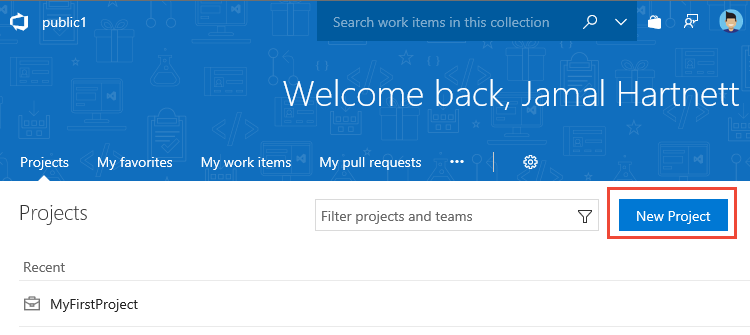 public1
Search work items in this collection
Welcome back, Jamal Hartnett
Projects My favorites My work items My pull requests ...
Projects
Filter projects and teams
New Project
Recent
MyFirstProject